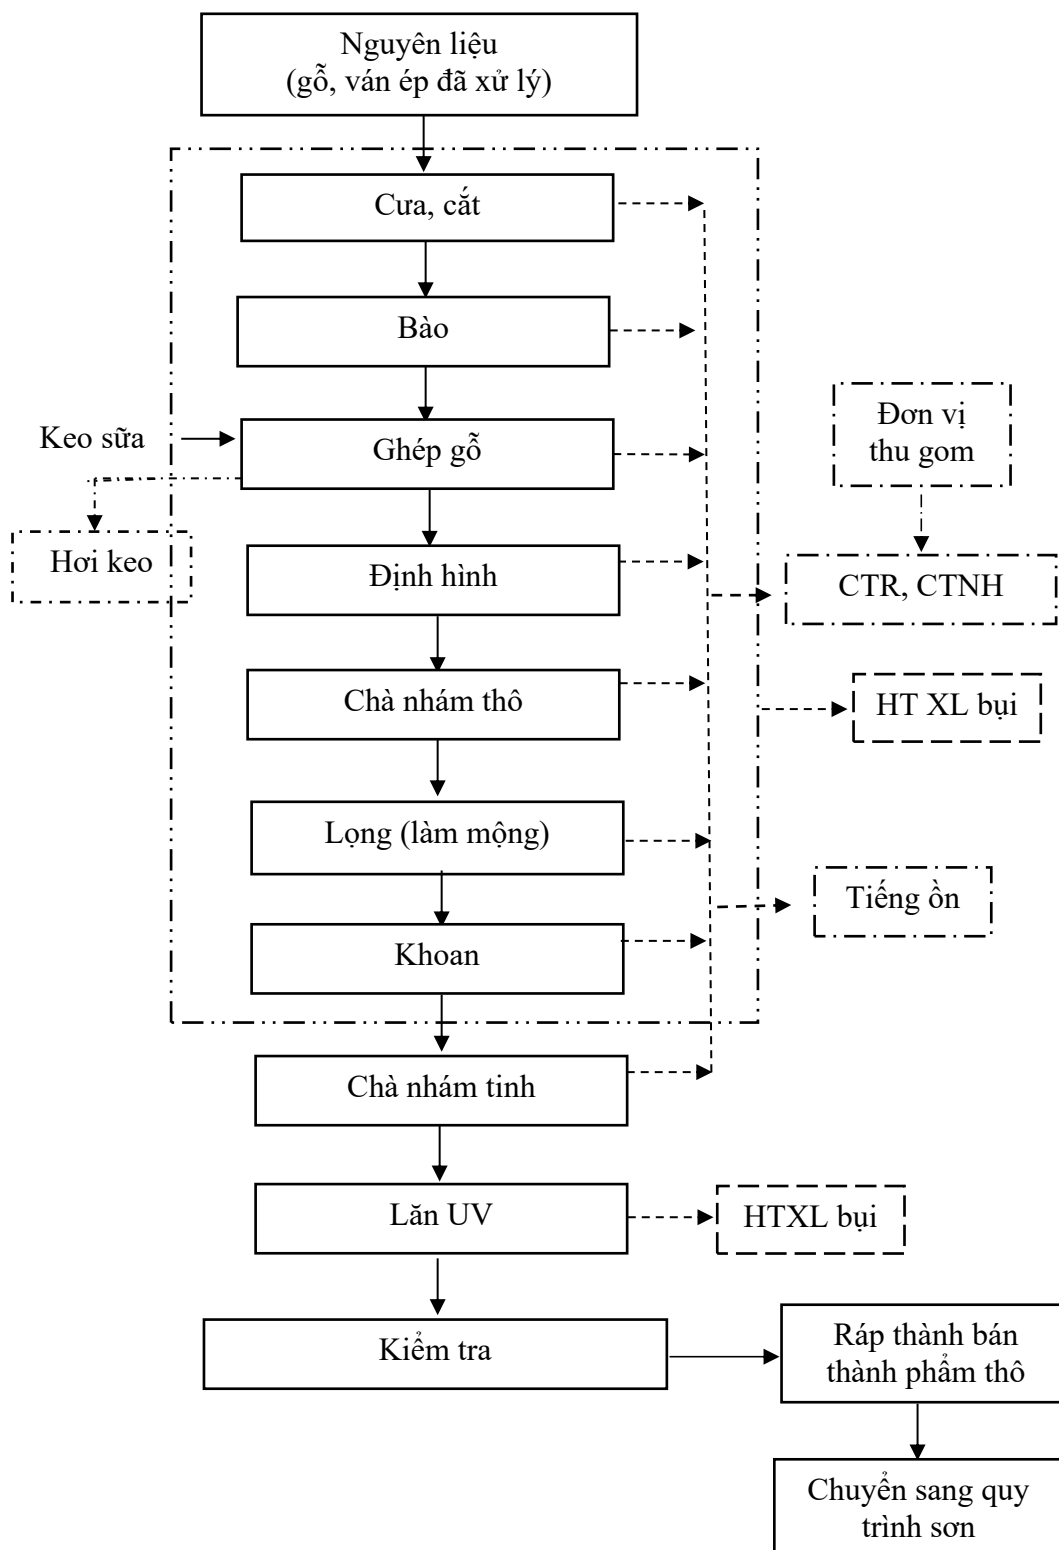 Nguyên liệu
(gỗ, ván ép đã xử lý)
Cưa, cắt
Bào
Keo sữa
Ghép gỗ
Đơn vị
thu gom
Hơi keo
Định hình
CTR, CTNH
Chà nhám thô
HT XL bụi
Lọng (làm mộng)
Tiếng ồn
Khoan
Chà nhám tinh
Lăn UV
HTXL bụi
Kiểm tra
Ráp thành bán
thành phẩm thô
Chuyển sang quy
trình sơn